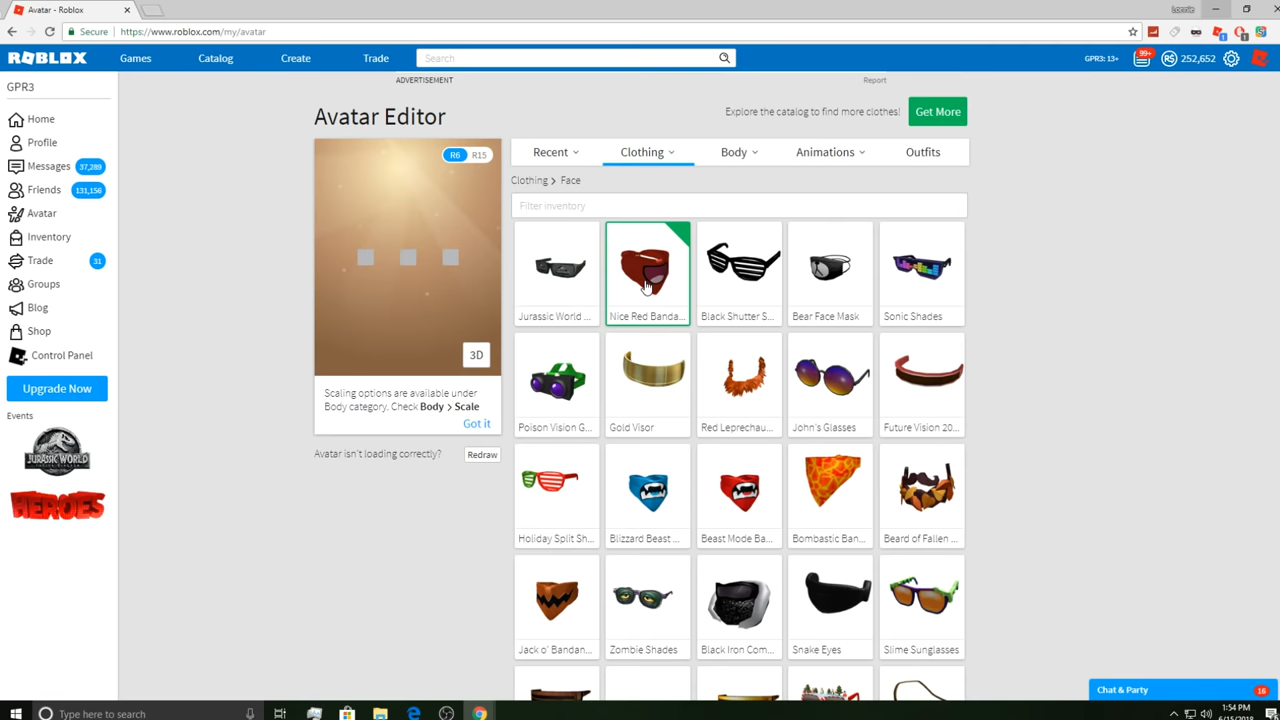 Avatar - Roblox
Secure https://www.roblox.com/my/avatar
ROBLOX Games Catalog Create Trade Search GPR3: 13+ 99+ 252,652
ADVERTISEMENT Report
GPR3
Home
Profile
Messages 37,289
Friends 131,156
Avatar
Inventory
Trade 31
Groups
Blog
Shop
Control Panel
Upgrade Now
Events
JURASSIC WORLD
HEROES
Avatar Editor
Explore the catalog to find more clothes! Get More
R6 R15
3D
Scaling options are available under
Body category. Check Body > Scale
Got it
Avatar isn't loading correctly? Redraw
Recent Clothing Body Animations Outfits
Clothing > Face
Filter inventory
Jurassic World ... Nice Red Banda... Black Shutter S... Bear Face Mask Sonic Shades
Poison Vision G... Gold Visor Red Leprechau... John's Glasses Future Vision 20...
Holiday Split Sh... Blizzard Beast ... Beast Mode Ba... Bombastic Ban... Beard of Fallen ...
Jack o' Bandan... Zombie Shades Black Iron Com... Snake Eyes Slime Sunglasses
Chat & Party 16
Type here to search
1:54 PM
6/15/2018